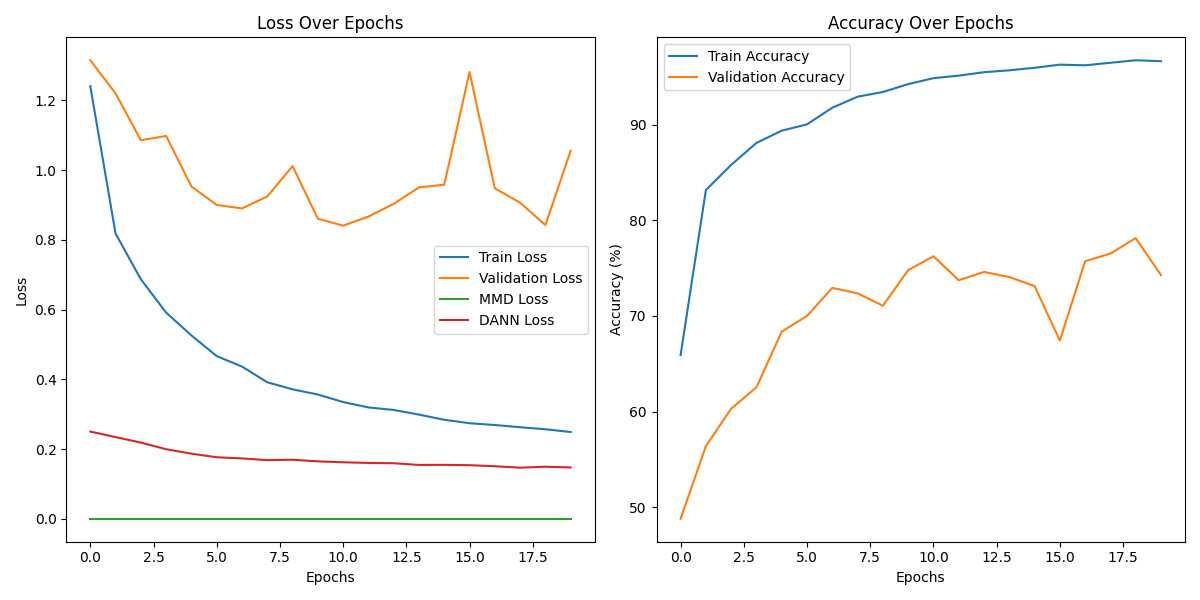 Loss Over Epochs
Loss
1.2
1.0
0.8
0.6
0.4
0.2
0.0
Train Loss
Validation Loss
MMD Loss
DANN Loss
0.0 2.5 5.0 7.5 10.0 12.5 15.0 17.5
Epochs
Accuracy Over Epochs
Accuracy (%)
Train Accuracy
Validation Accuracy
90
80
70
60
50
0.0 2.5 5.0 7.5 10.0 12.5 15.0 17.5
Epochs